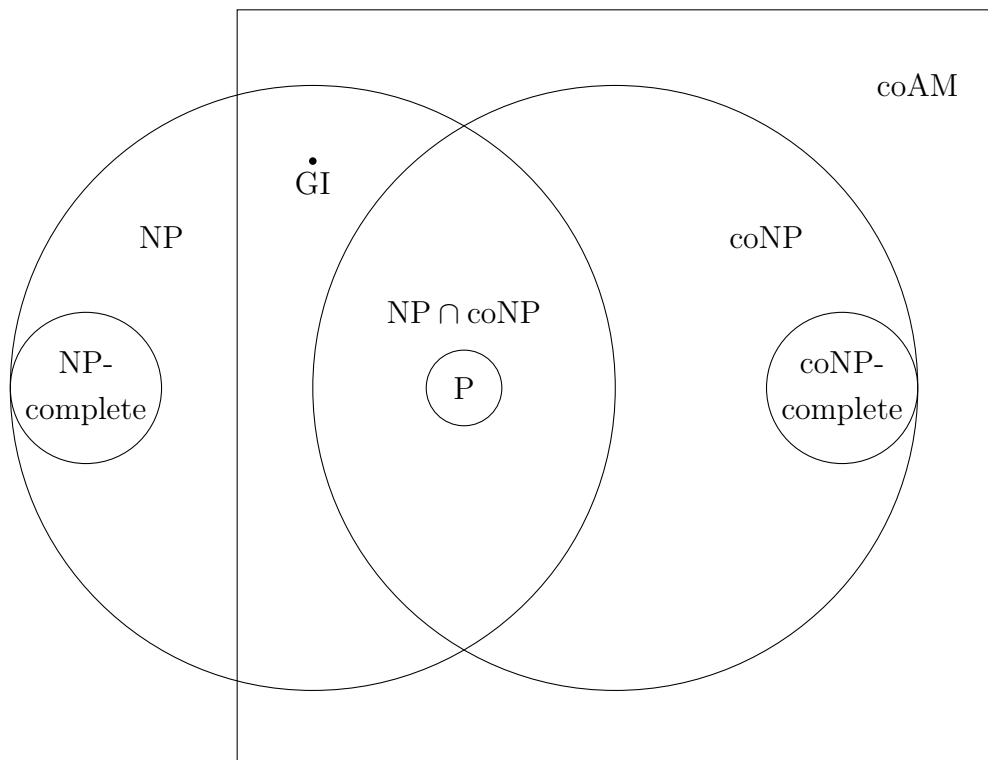 coAM
GI
NP
coNP
NP ∩ coNP
NP-
complete
P
coNP-
complete